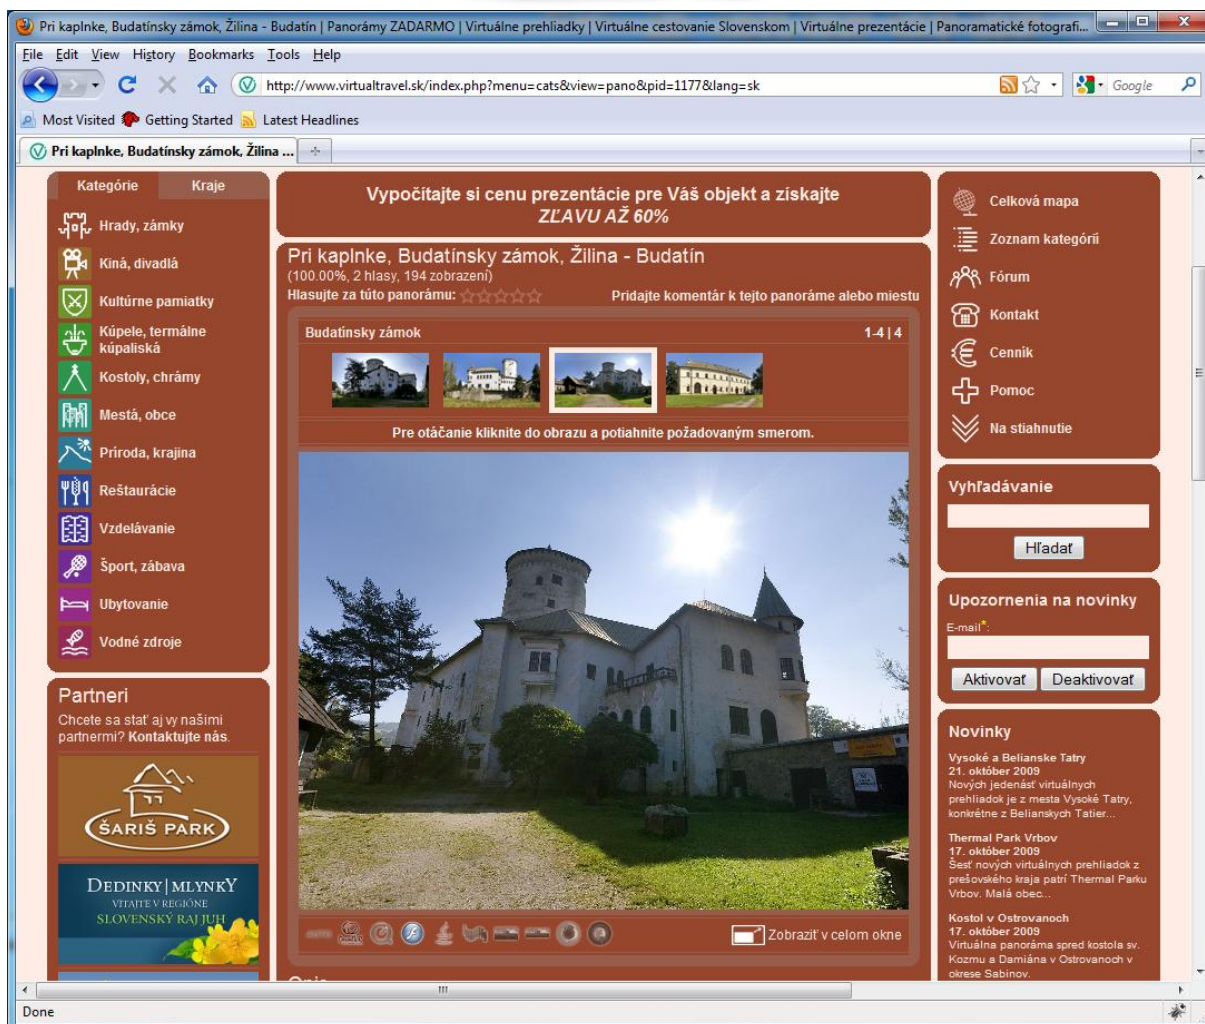 Pri kaplnke, Budatínsky zámok, Žilina - Budatín | Panorámy ZADARMO | Virtuálne prehliadky | Virtuálne cestovanie Slovenskom | Virtuálne prezentácie | Panoramatické fotografi...
File Edit View History Bookmarks Tools Help
http://www.virtualtravel.sk/index.php?menu=cats&view=pano&pid=1177&lang=sk
Google
Most Visited Getting Started Latest Headlines
Pri kaplnke, Budatínsky zámok, Žilina ...
Kategórie Kraje
Hrady, zámky
Kiná, divadlá
Kultúrne pamiatky
Kúpele, termálne
kúpaliská
Kostoly, chrámy
Mestá, obce
Príroda, krajina
Reštaurácie
Vzdelávanie
Šport, zábava
Ubytovanie
Vodné zdroje
Partneri
Chcete sa stať aj vy našimi
partnermi? Kontaktujte nás.
ŠARIŠ PARK
DEDINKY | MLYNKY
VITAJTE V REGIÓNE
SLOVENSKÝ RAJ JUH
Vypočítajte si cenu prezentácie pre Váš objekt a získajte
ZĽAVU AŽ 60%
Pri kaplnke, Budatínsky zámok, Žilina - Budatín
(100.00%, 2 hlasy, 194 zobrazení)
Hlasujte za túto panorámu:
Pridajte komentár k tejto panoráme alebo miestu
Budatínsky zámok 1-4 | 4
Pre otáčanie kliknite do obrazu a potiahnite požadovaným smerom.
AUTO
Zobraziť v celom okne
Opis
Celková mapa
Zoznam kategórií
Fórum
Kontakt
Cenník
Pomoc
Na stiahnutie
Vyhľadávanie
Hľadať
Upozornenia na novinky
E-mail*:
Aktivovať Deaktivovať
Novinky
Vysoké a Belianske Tatry
21. október 2009
Nových jedenásť virtuálnych
prehliadok je z mesta Vysoké Tatry,
konkrétne z Belianskych Tatier...
Thermal Park Vrbov
17. október 2009
Šesť nových virtuálnych prehliadok z
prešovského kraja patrí Thermal Parku
Vrbov. Malá obec...
Kostol v Ostrovanoch
17. október 2009
Virtuálna panoráma spred kostola sv.
Kozmu a Damiána v Ostrovanoch v
okrese Sabinov.
Done